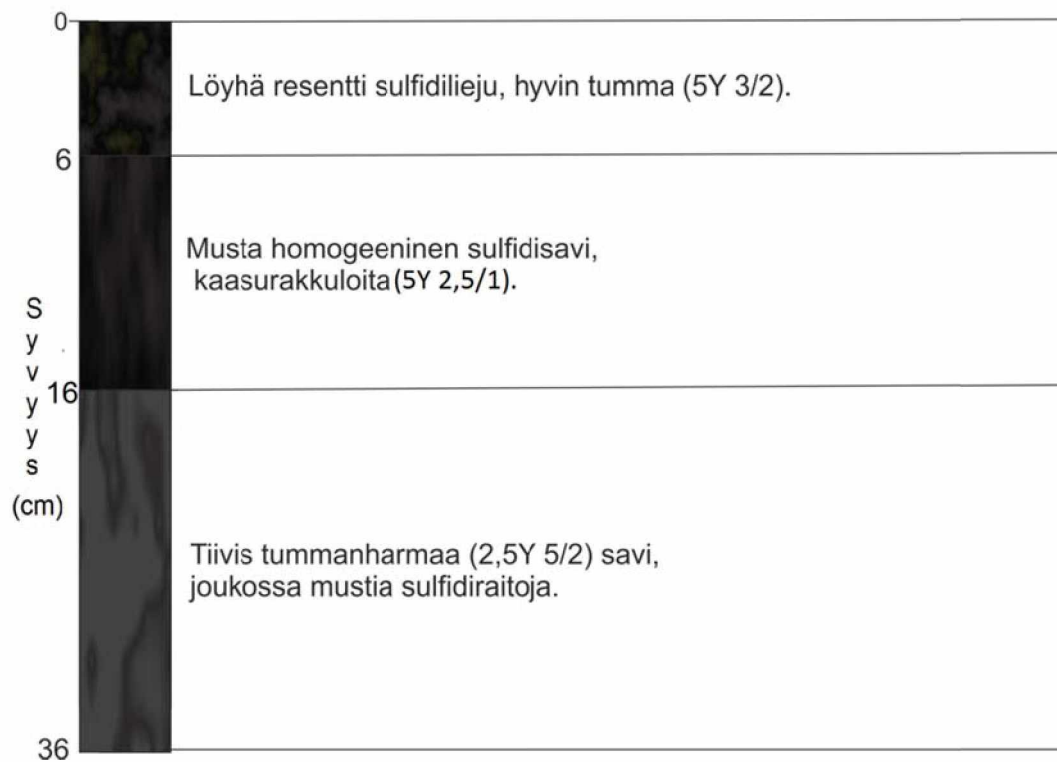 0
Löyhä resentti sulfidilieju, hyvin tumma (5Y 3/2).
6
Musta homogeeninen sulfidisavi,
kaasurakkuloita (5Y 2,5/1).
Syvyys
(cm)
16
Tiivis tummanharmaa (2,5Y 5/2) savi,
joukossa mustia sulfidiraitoja.
36